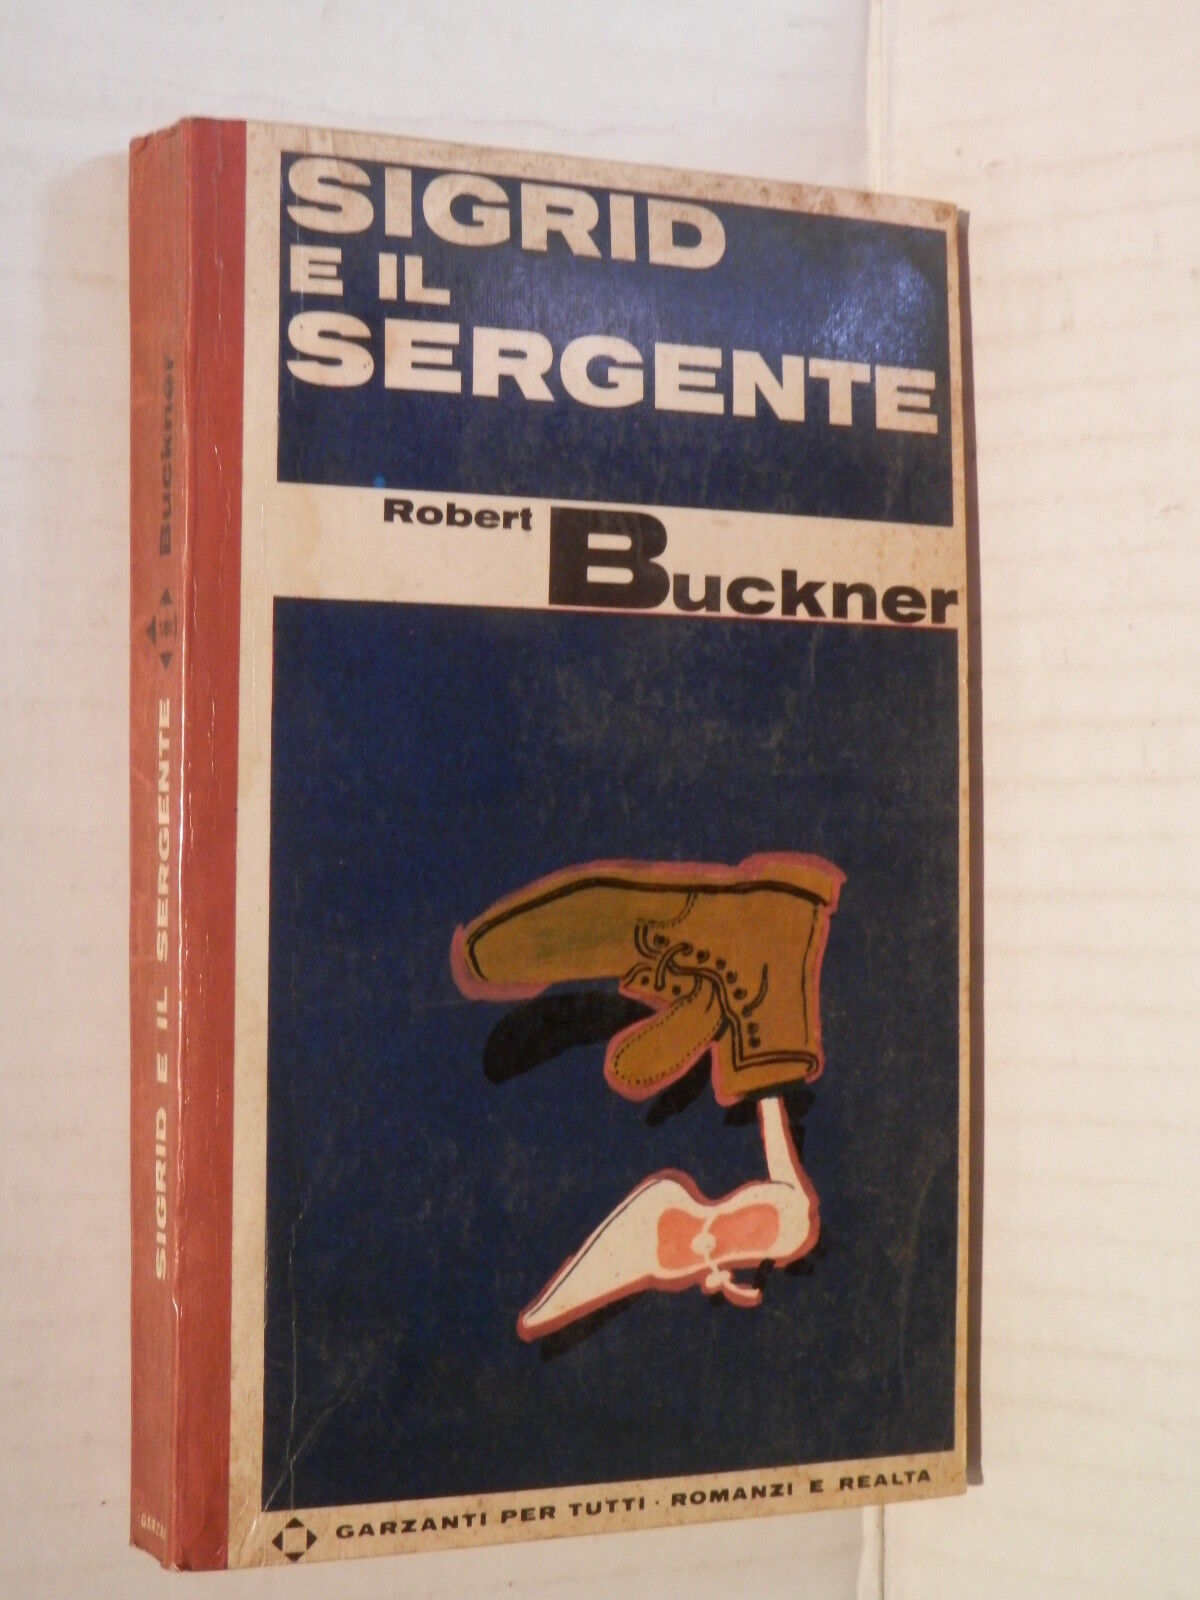 SIGRID
E IL
SERGENTE
Robert Buckner
GARZANTI PER TUTTI · ROMANZI E REALTA
SIGRID E IL SERGENTE
Buckner